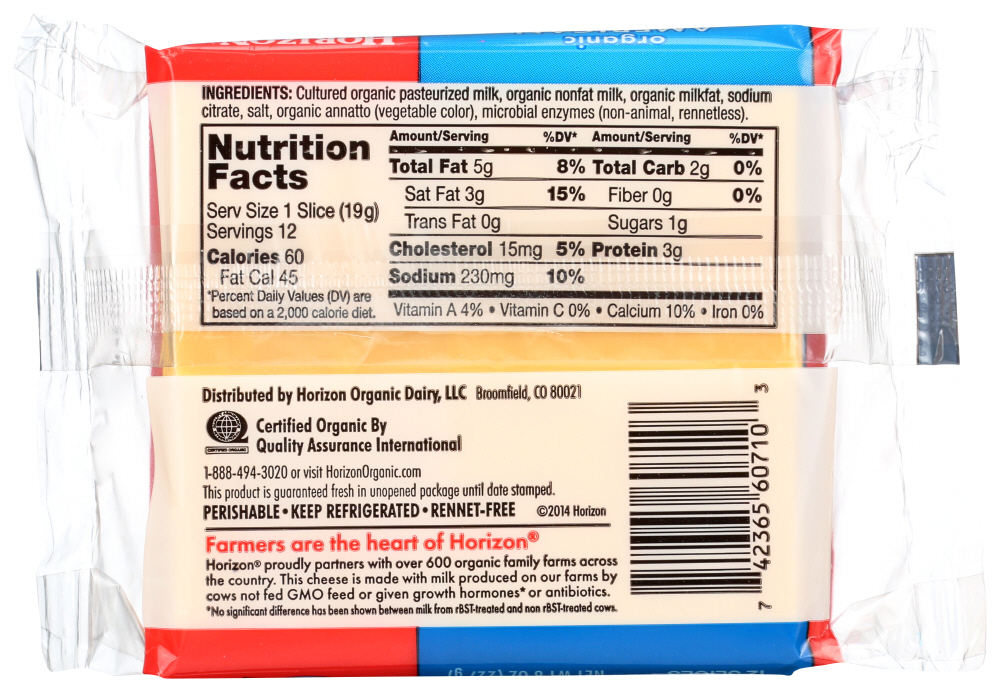 HORIZON
organic
INGREDIENTS: Cultured organic pasteurized milk, organic nonfat milk, organic milkfat, sodium
citrate, salt, organic annatto (vegetable color), microbial enzymes (non-animal, rennetless).
Nutrition
Facts
Serv Size 1 Slice (19g)
Servings 12
Calories 60
Fat Cal 45
*Percent Daily Values (DV) are
based on a 2,000 calorie diet.
Amount/Serving %DV* Amount/Serving %DV*
Total Fat 5g 8% Total Carb 2g 0%
Sat Fat 3g 15% Fiber 0g 0%
Trans Fat 0g Sugars 1g
Cholesterol 15mg 5% Protein 3g
Sodium 230mg 10%
Vitamin A 4% • Vitamin C 0% • Calcium 10% • Iron 0%
Distributed by Horizon Organic Dairy, LLC Broomfield, CO 80021
CERTIFIED ORGANIC
Certified Organic By
Quality Assurance International
1-888-494-3020 or visit HorizonOrganic.com
This product is guaranteed fresh in unopened package until date stamped.
PERISHABLE • KEEP REFRIGERATED • RENNET-FREE ©2014 Horizon
Farmers are the heart of Horizon®
Horizon® proudly partners with over 600 organic family farms across
the country. This cheese is made with milk produced on our farms by
cows not fed GMO feed or given growth hormones* or antibiotics.
*No significant difference has been shown between milk from rBST-treated and non rBST-treated cows.
7 42365 60710 3
12 SLICES NET WT 8 OZ (227g)